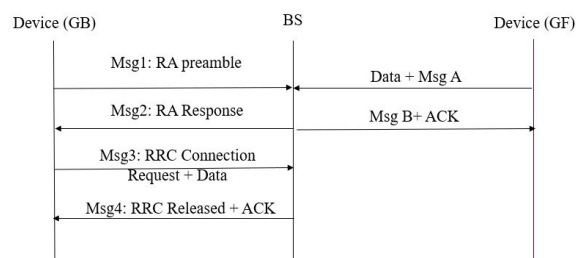 Device (GB)
BS
Device (GF)
Msg1: RA preamble
Data + Msg A
Msg2: RA Response
Msg B+ ACK
Msg3: RRC Connection
Request + Data
Msg4: RRC Released + ACK